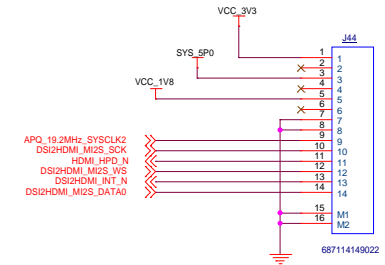 VCC_3V3
J44
SYS_5P0
VCC_1V8
1 1
2 2
3 3
4 4
5 5
6 6
7 7
8 8
APQ_19.2MHz_SYSCLK2 9 9
DSI2HDMI_MI2S_SCK 10 10
HDMI_HPD_N 11 11
DSI2HDMI_MI2S_WS 12 12
DSI2HDMI_INT_N 13 13
DSI2HDMI_MI2S_DATA0 14 14
15 M1
16 M2
687114149022